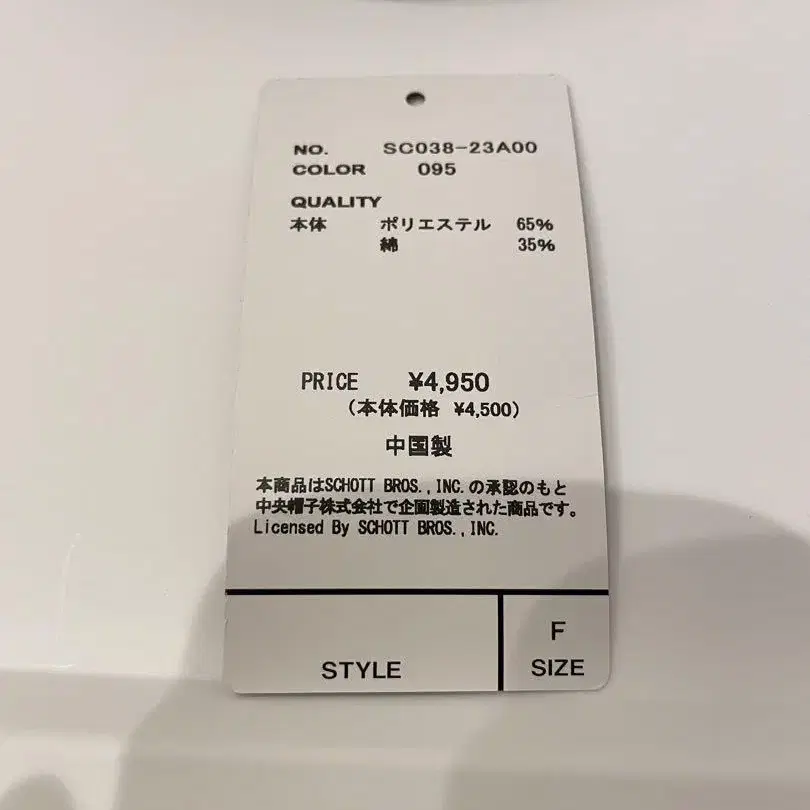 NO. SC038-23A00
COLOR 095
QUALITY
本体 ポリエステル 65%
綿 35%
PRICE ¥4,950
(本体価格 ¥4,500)
中国製
本商品はSCHOTT BROS.,INC.の承認のもと
中央帽子株式会社で企画製造された商品です。
Licensed By SCHOTT BROS.,INC.
F
STYLE SIZE